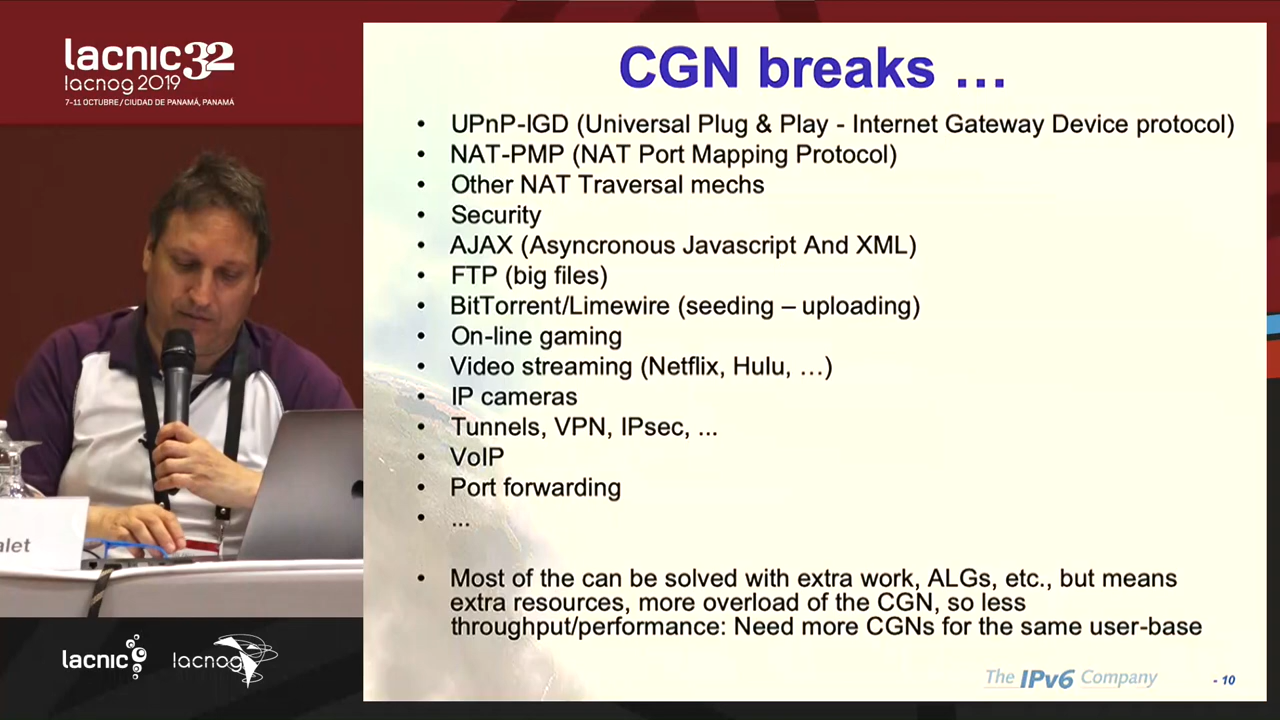 lacnic32
lacnog 2019
7-11 OCTUBRE / CIUDAD DE PANAMÁ, PANAMÁ
CGN breaks …
• UPnP-IGD (Universal Plug & Play - Internet Gateway Device protocol)
• NAT-PMP (NAT Port Mapping Protocol)
• Other NAT Traversal mechs
• Security
• AJAX (Asyncronous Javascript And XML)
• FTP (big files)
• BitTorrent/Limewire (seeding – uploading)
• On-line gaming
• Video streaming (Netflix, Hulu, …)
• IP cameras
• Tunnels, VPN, IPsec, ...
• VoIP
• Port forwarding
• ...
• Most of the can be solved with extra work, ALGs, etc., but means
extra resources, more overload of the CGN, so less
throughput/performance: Need more CGNs for the same user-base
The IPv6 Company
- 10
alet
lacnic
lacnog